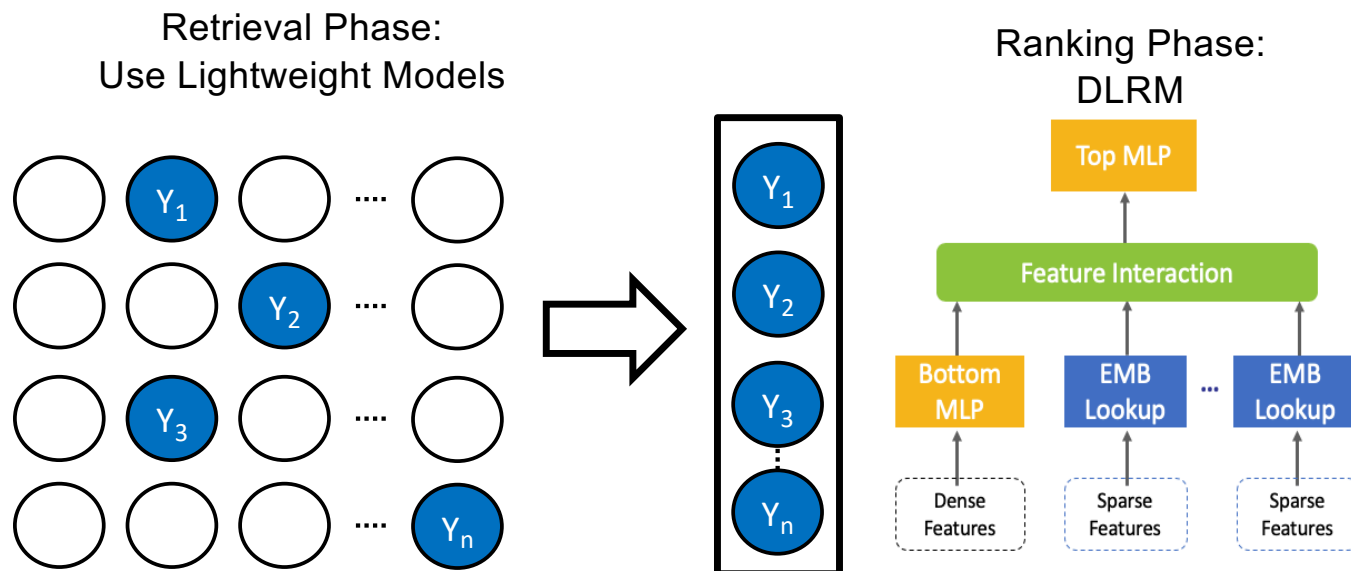 Retrieval Phase:
Use Lightweight Models
Y1 ....
Y2 ....
Y3 ....
.... Yn
Y1
Y2
Y3
Yn
Ranking Phase:
DLRM
Top MLP
Feature Interaction
Bottom
MLP
EMB
Lookup
...
EMB
Lookup
Dense
Features
Sparse
Features
Sparse
Features